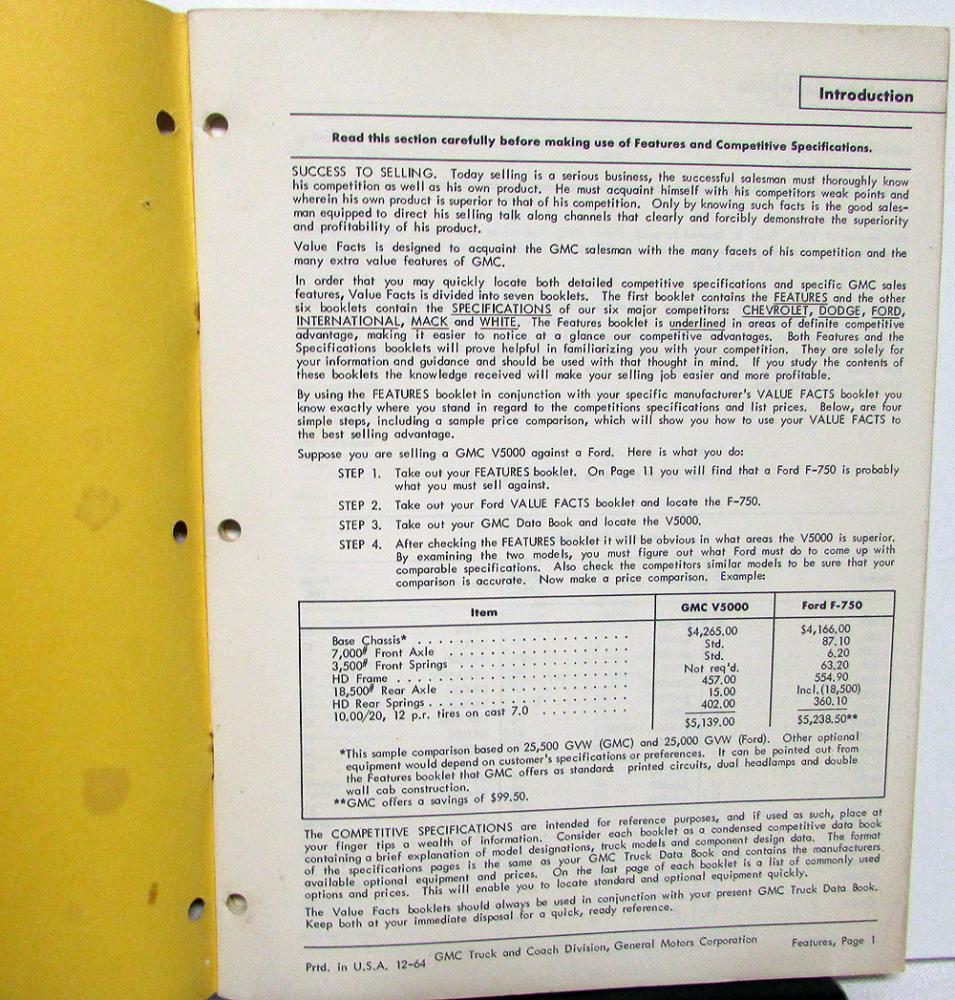 Introduction
Read this section carefully before making use of Features and Competitive Specifications.
SUCCESS TO SELLING. Today selling is a serious business, the successful salesman must thoroughly know
his competition as well as his own product. He must acquaint himself with his competitors weak points and
wherein his own product is superior to that of his competition. Only by knowing such facts is the good sales-
man equipped to direct his selling talk along channels that clearly and forcibly demonstrate the superiority
and profitability of his product.
Value Facts is designed to acquaint the GMC salesman with the many facets of his competition and the
many extra value features of GMC.
In order that you may quickly locate both detailed competitive specifications and specific GMC sales
features, Value Facts is divided into seven booklets. The first booklet contains the FEATURES and the other
six booklets contain the SPECIFICATIONS of our six major competitors: CHEVROLET, DODGE, FORD,
INTERNATIONAL, MACK and WHITE. The Features booklet is underlined in areas of definite competitive
advantage, making it easier to notice at a glance our competitive advantages. Both Features and the
Specifications booklets will prove helpful in familiarizing you with your competition. They are solely for
your information and guidance and should be used with that thought in mind. If you study the contents of
these booklets the knowledge received will make your selling job easier and more profitable.
By using the FEATURES booklet in conjunction with your specific manufacturer's VALUE FACTS booklet you
know exactly where you stand in regard to the competitions specifications and list prices. Below, are four
simple steps, including a sample price comparison, which will show you how to use your VALUE FACTS to
the best selling advantage.
Suppose you are selling a GMC V5000 against a Ford. Here is what you do:
STEP 1. Take out your FEATURES booklet. On Page 11 you will find that a Ford F-750 is probably
what you must sell against.
STEP 2. Take out your Ford VALUE FACTS booklet and locate the F-750.
STEP 3. Take out your GMC Data Book and locate the V5000.
STEP 4. After checking the FEATURES booklet it will be obvious in what areas the V5000 is superior.
By examining the two models, you must figure out what Ford must do to come up with
comparable specifications. Also check the competitors similar models to be sure that your
comparison is accurate. Now make a price comparison. Example:
Item GMC V5000 Ford F-750
Base Chassis* . . . . . . . . . . . . . . . . . . $4,265.00 $4,166.00
7,000# Front Axle . . . . . . . . . . . . . . . Std. 87.10
3,500# Front Springs . . . . . . . . . . . . . . Std. 6.20
HD Frame . . . . . . . . . . . . . . . . . . . . Not req'd. 63.20
18,500# Rear Axle . . . . . . . . . . . . . . . 457.00 554.90
HD Rear Springs . . . . . . . . . . . . . . . . . 15.00 Incl.(18,500)
10.00/20, 12 p.r. tires on cast 7.0 . . . . . . . . 402.00 360.10
$5,139.00 $5,238.50**
*This sample comparison based on 25,500 GVW (GMC) and 25,000 GVW (Ford). Other optional
equipment would depend on customer's specifications or preferences. It can be pointed out from
the Features booklet that GMC offers as standard: printed circuits, dual headlamps and double
wall cab construction.
**GMC offers a savings of $99.50.
The COMPETITIVE SPECIFICATIONS are intended for reference purposes, and if used as such, place at
your finger tips a wealth of information. Consider each booklet as a condensed competitive data book
containing a brief explanation of model designations, truck models and component design data. The format
of the specifications pages is the same as your GMC Truck Data Book and contains the manufacturers
available optional equipment and prices. On the last page of each booklet is a list of commonly used
options and prices. This will enable you to locate standard and optional equipment quickly.
The Value Facts booklets should always be used in conjunction with your present GMC Truck Data Book.
Keep both at your immediate disposal for a quick, ready reference.
Prtd. in U.S.A. 12-64 GMC Truck and Coach Division, General Motors Corporation Features, Page 1